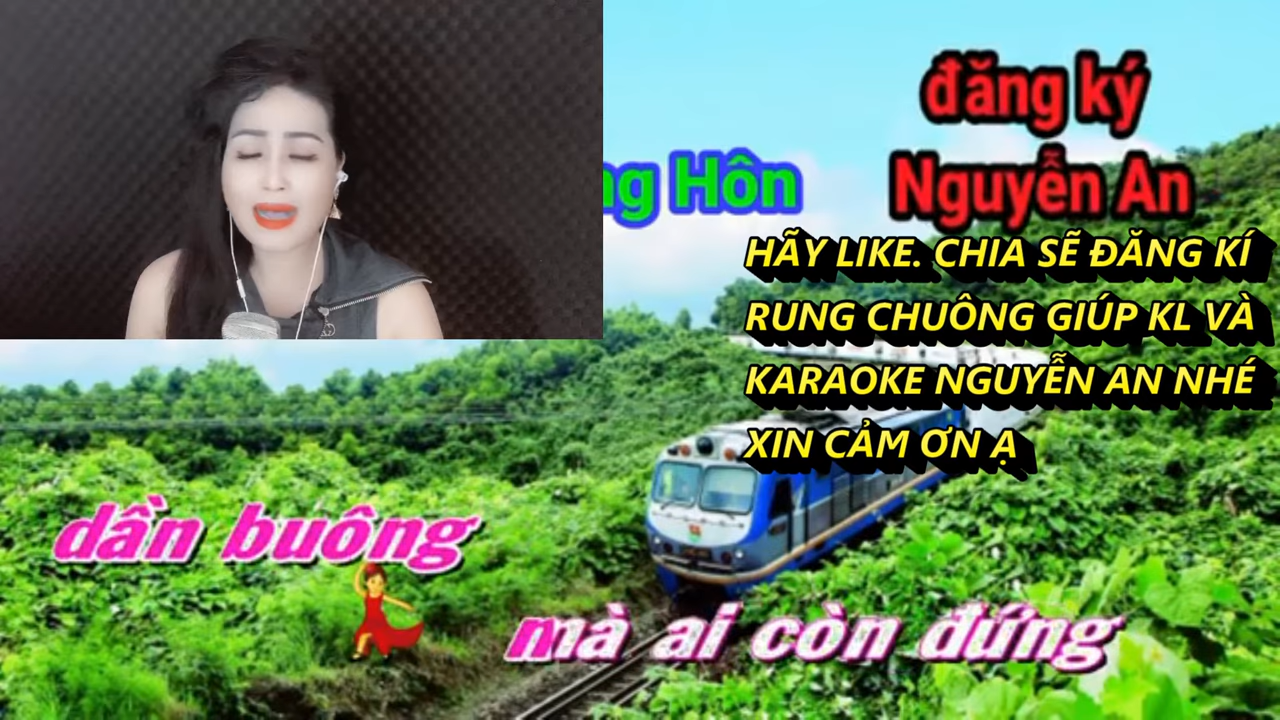 đăng ký
Hôn
Nguyễn An
HÃY LIKE. CHIA SẼ ĐĂNG KÍ
RUNG CHUÔNG GIÚP KL VÀ
KARAOKE NGUYỄN AN NHÉ
XIN CẢM ƠN Ạ
dần buông
mà ai còn đứng